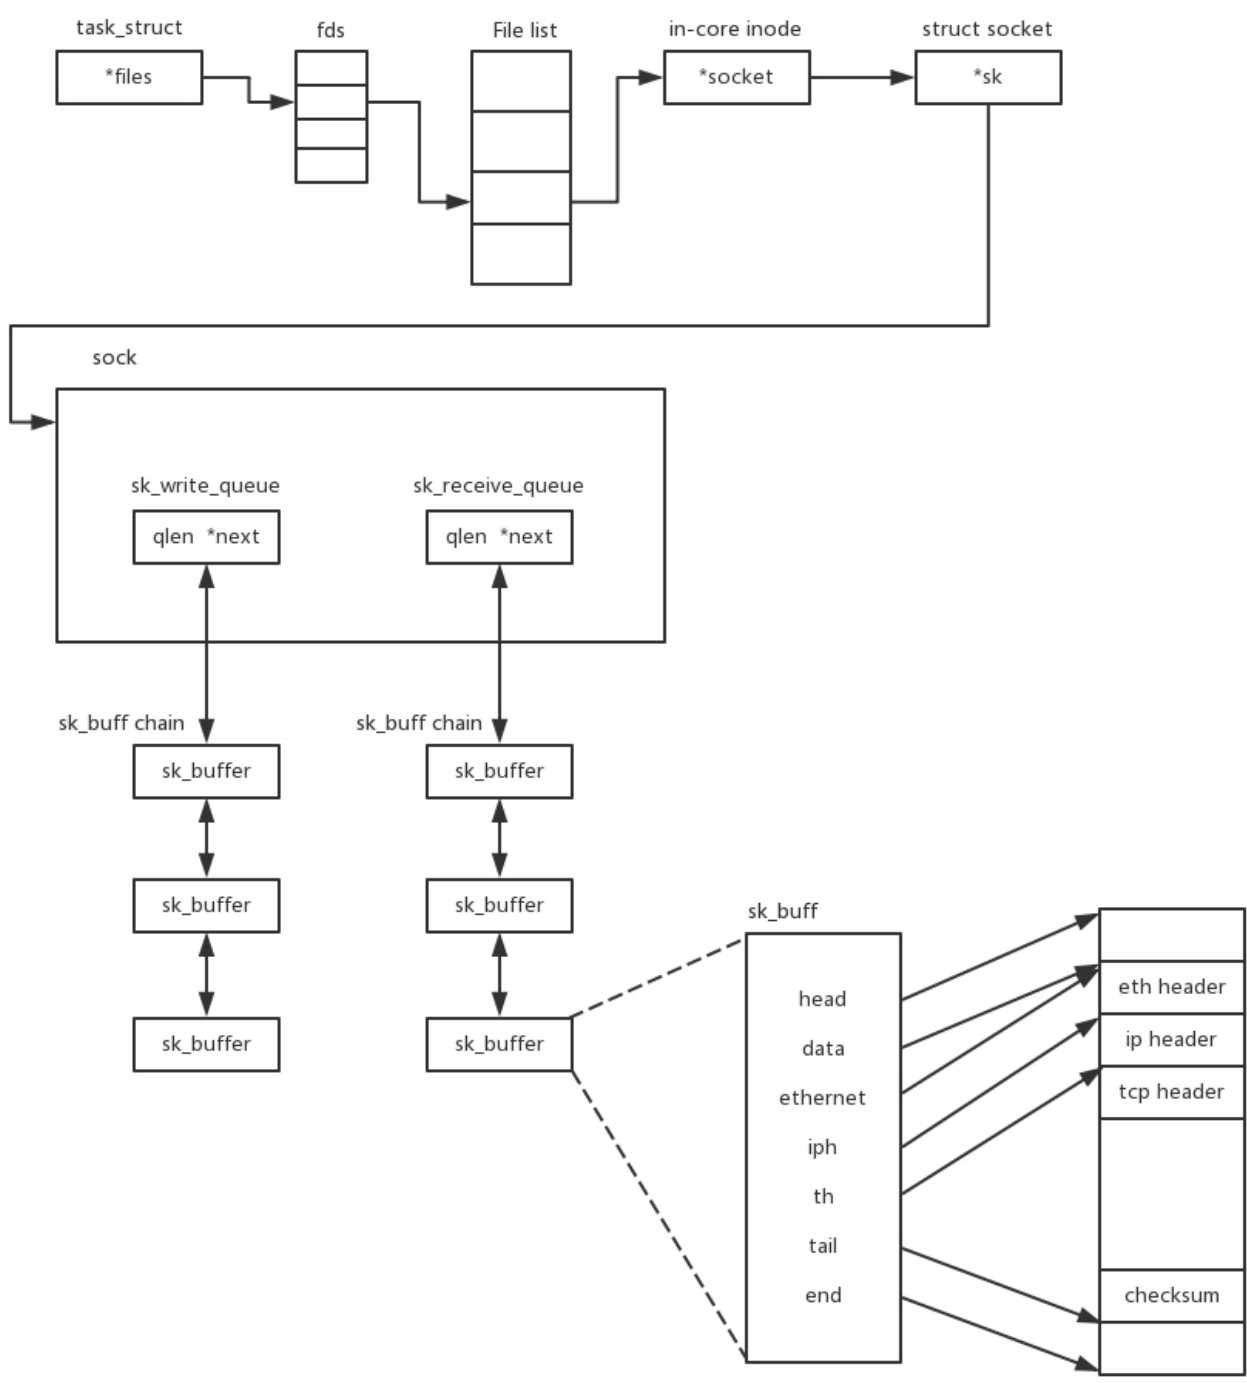 task_struct
fds
File list
in-core inode
struct socket
*files
*socket
*sk
sock
sk_write_queue
sk_receive_queue
qlen *next
qlen *next
sk_buff chain
sk_buff chain
sk_buffer
sk_buffer
sk_buffer
sk_buffer
sk_buffer
sk_buffer
sk_buff
head
data
ethernet
iph
th
tail
end
eth header
ip header
tcp header
checksum